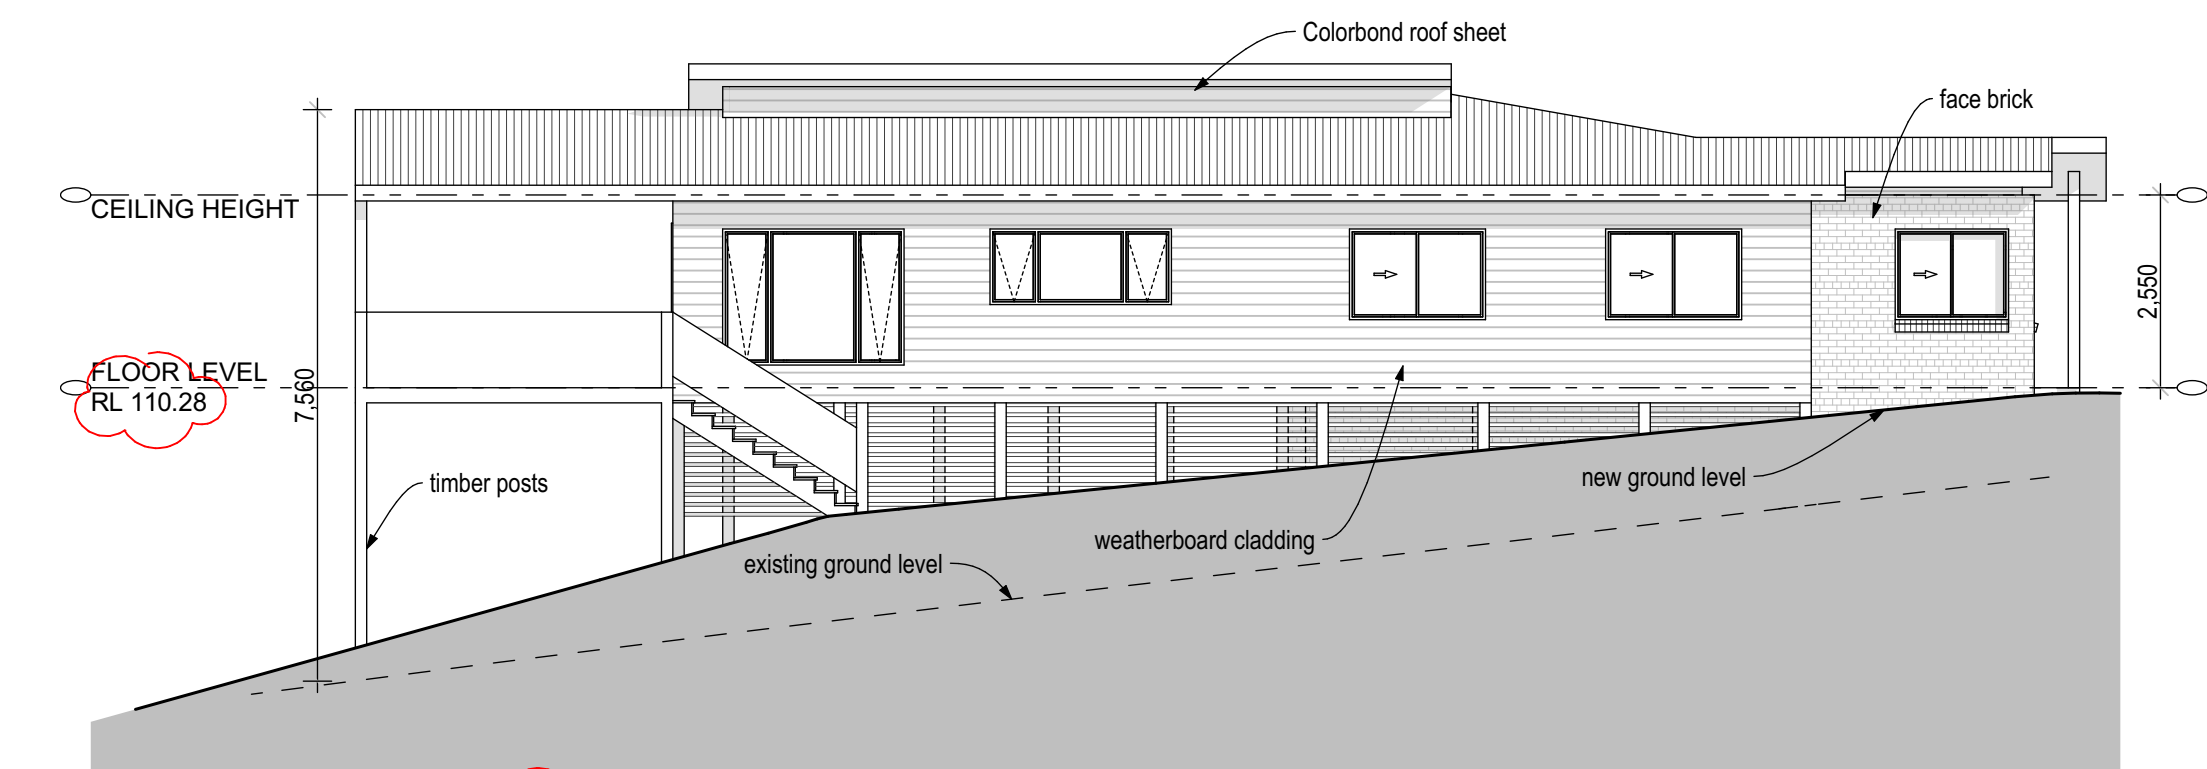 Colorbond roof sheet
face brick
CEILING HEIGHT
2,550
FLOOR LEVEL
RL 110.28
7,560
timber posts
new ground level
weatherboard cladding
existing ground level